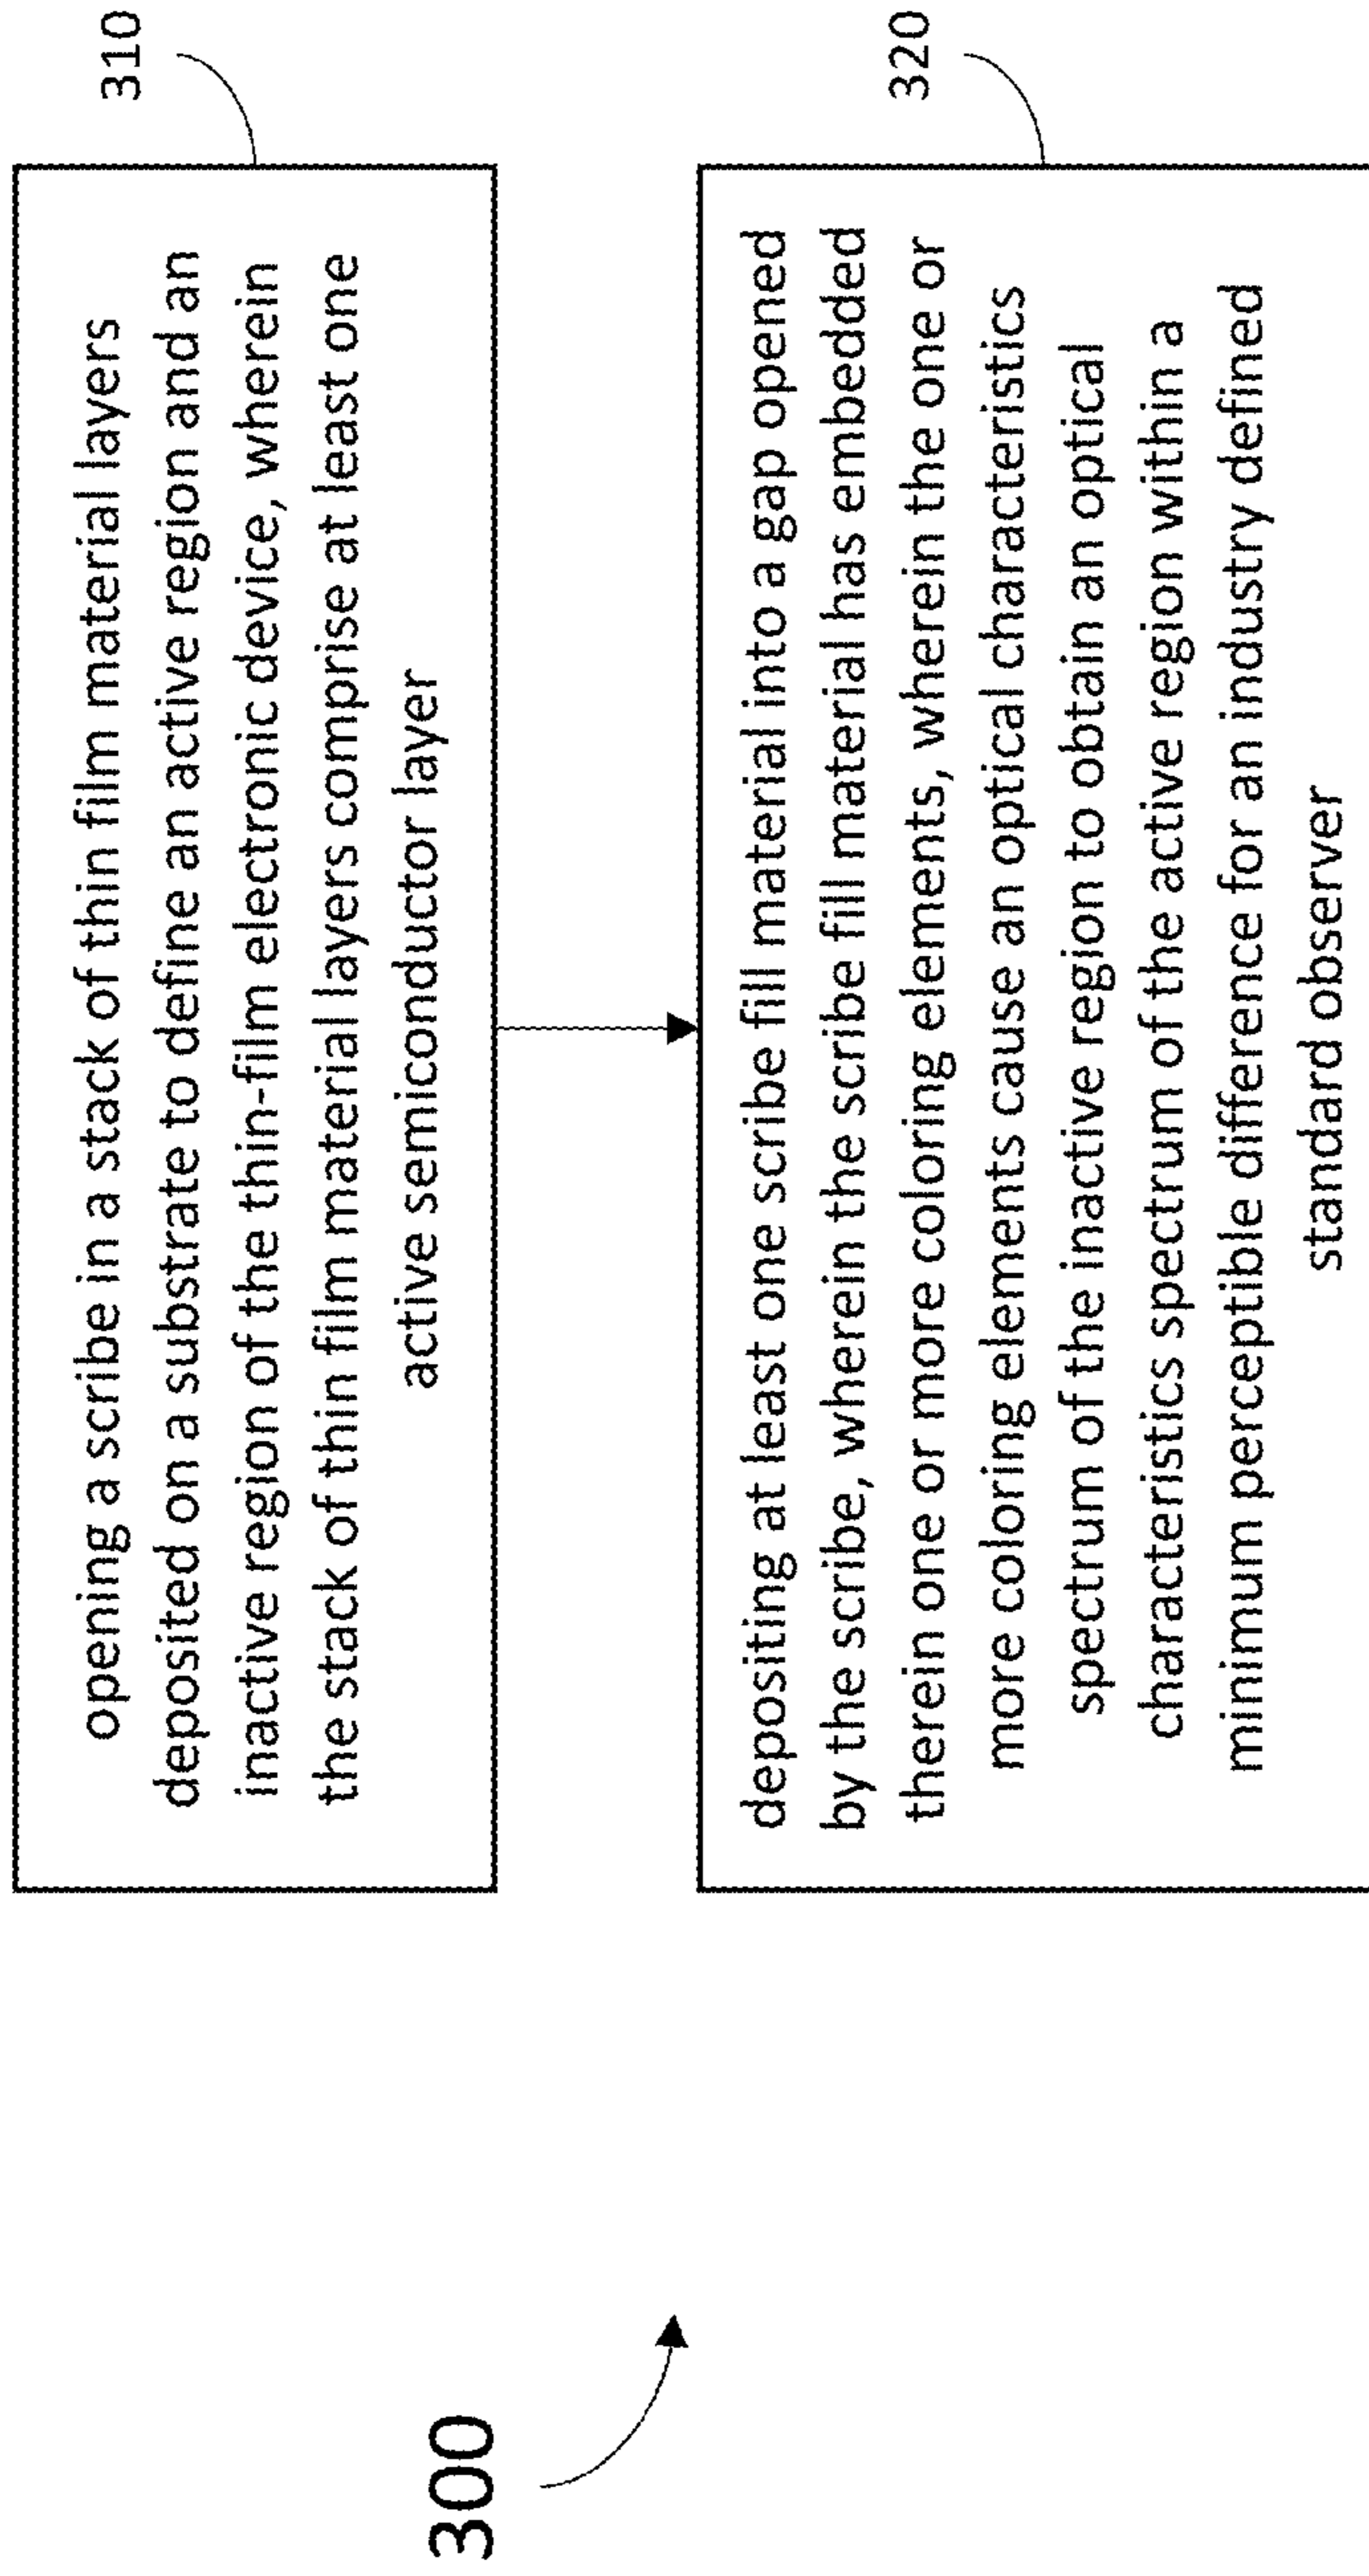 310
opening a scribe in a stack of thin film material layers
deposited on a substrate to define an active region and an
inactive region of the thin-film electronic device, wherein
the stack of thin film material layers comprise at least one
active semiconductor layer
320
depositing at least one scribe fill material into a gap opened
by the scribe, wherein the scribe fill material has embedded
therein one or more coloring elements, wherein the one or
more coloring elements cause an optical characteristics
spectrum of the inactive region to obtain an optical
characteristics spectrum of the active region within a
minimum perceptible difference for an industry defined
standard observer
300